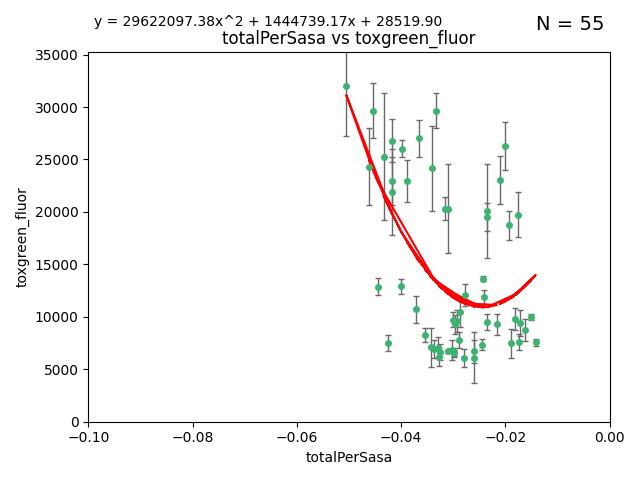 y = 29622097.38x^2 + 1444739.17x + 28519.90
N = 55
totalPerSasa vs toxgreen_fluor
35000
30000
25000
20000
15000
10000
5000
0
toxgreen_fluor
−0.10 −0.08 −0.06 −0.04 −0.02 0.00
totalPerSasa